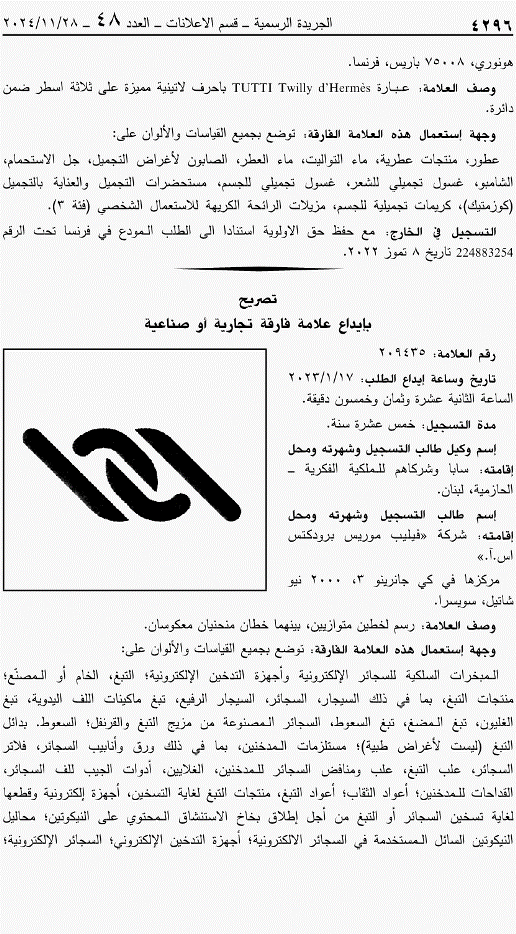 ٤٢٩٦ الجريدة الرسمية ــ قسم الاعلانات ــ العدد ٤٨ ــ ٢٠٢٤/١١/٢٨
هونوري، ٧٥٠٠٨ باريس، فرنسا.
وصف العلامة: عبارة TUTTI Twilly d'Hermès باحرف لاتينية مميزة على ثلاثة اسطر ضمن
دائرة.
وجهة إستعمال هذه العلامة الفارقة: توضع بجميع القياسات والألوان على:
عطور، منتجات عطرية، ماء التواليت، ماء العطر، الصابون لأغراض التجميل، جل الاستحمام،
الشامبو، غسول تجميلي للشعر، غسول تجميلي للجسم، مستحضرات التجميل والعناية بالتجميل
(كوزمتيك)، كريمات تجميلية للجسم، مزيلات الرائحة الكريهة للاستعمال الشخصي (فئة ٣).
التسجيل في الخارج: مع حفظ حق الاولوية استنادا الى الطلب المودع في فرنسا تحت الرقم
224883254 تاريخ ٨ تموز ٢٠٢٢.
تصريح
بإيداع علامة فارقة تجارية أو صناعية
رقم العلامة: ٢٠٩٤٣٥
تاريخ وساعة إيداع الطلب: ٢٠٢٣/١/١٧
الساعة الثانية عشرة وثمان وخمسون دقيقة.
مدة التسجيل: خمس عشرة سنة.
إسم وكيل طالب التسجيل وشهرته ومحل
إقامته: سابا وشركاهم للملكية الفكرية ــ
الحازمية، لبنان.
إسم طالب التسجيل وشهرته ومحل
إقامته: شركة «فيليب موريس برودكتس
اس.آ.»
مركزها في كي جانرينو ٣، ٢٠٠٠ نيو
شاتيل، سويسرا.
وصف العلامة: رسم لخطين متوازيين، بينهما خطان منحنيان معكوسان.
وجهة إستعمال هذه العلامة الفارقة: توضع بجميع القياسات والألوان على:
المبخرات السلكية للسجائر الإلكترونية وأجهزة التدخين الإلكترونية؛ التبغ، الخام أو المصنّع؛
منتجات التبغ، بما في ذلك السيجار، السجائر، السيجار الرفيع، تبغ ماكينات اللف اليدوية، تبغ
الغليون، تبغ المضغ، تبغ السعوط، السجائر المصنوعة من مزيج التبغ والقرنفل؛ السعوط. بدائل
التبغ (ليست لأغراض طبية)؛ مستلزمات المدخنين، بما في ذلك ورق وأنابيب السجائر، فلاتر
السجائر، علب التبغ، علب ومنافض السجائر للمدخنين، الغلايين، أدوات الجيب للف السجائر،
القداحات للمدخنين؛ أعواد الثقاب؛ أعواد التبغ، منتجات التبغ لغاية التسخين، أجهزة إلكترونية وقطعها
لغاية تسخين السجائر أو التبغ من أجل إطلاق بخاخ الاستنشاق المحتوي على النيكوتين؛ محاليل
النيكوتين السائل المستخدمة في السجائر الالكترونية؛ أجهزة التدخين الإلكتروني؛ السجائر الإلكترونية؛